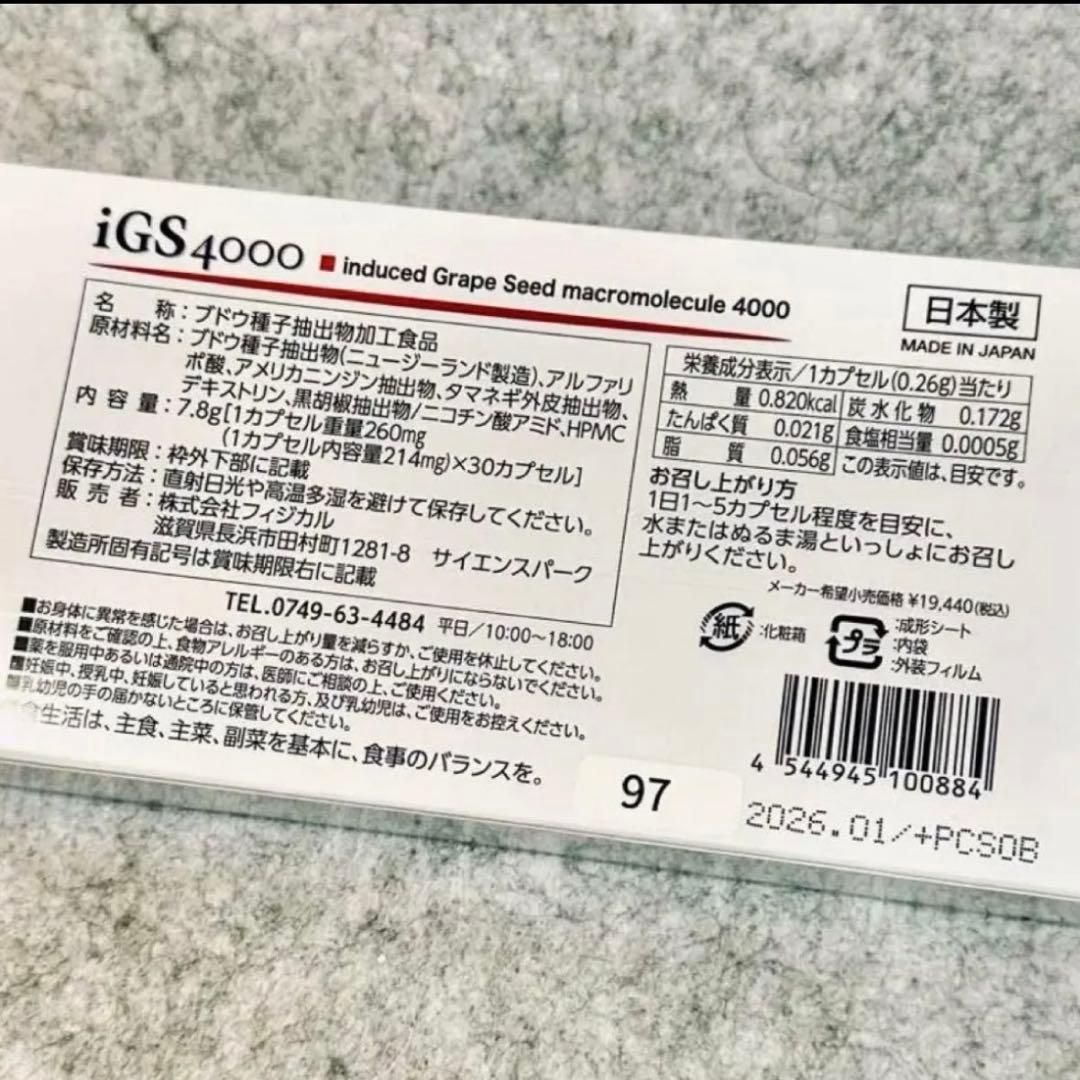 iGS4000 ■ induced Grape Seed macromolecule 4000
名称：ブドウ種子抽出物加工食品
原材料名：ブドウ種子抽出物(ニュージーランド製造)、アルファリ
ポ酸、アメリカニンジン抽出物、タマネギ外皮抽出物、
デキストリン、黒胡椒抽出物/ニコチン酸アミド、HPMC
内容量：7.8g[1カプセル重量260mg
(1カプセル内容量214mg)×30カプセル]
賞味期限：枠外下部に記載
保存方法：直射日光や高温多湿を避けて保存してください。
販売者：株式会社フィジカル
滋賀県長浜市田村町1281-8 サイエンスパーク
製造所固有記号は賞味期限右に記載
TEL.0749-63-4484 平日/10:00~18:00
■お身体に異常を感じた場合は、お召し上がり量を減らすか、ご使用を休止してください。
■原材料をご確認の上、食物アレルギーのある方は、お召し上がりにならないでください。
■薬を服用中あるいは通院中の方は、医師にご相談の上、ご使用ください。
■妊娠中、授乳中、妊娠していると思われる方、及び乳幼児は、ご使用をお控えください。
■乳幼児の手の届かないところに保管してください。
食生活は、主食、主菜、副菜を基本に、食事のバランスを。
日本製
MADE IN JAPAN
栄養成分表示/1カプセル(0.26g)当たり
熱量 0.820kcal 炭水化物 0.172g
たんぱく質 0.021g 食塩相当量 0.0005g
脂質 0.056g この表示値は、目安です。
お召し上がり方
1日1~5カプセル程度を目安に、
水またはぬるま湯といっしょにお召し
上がりください。
メーカー希望小売価格 ¥19,440(税込)
紙：化粧箱
プラ：成形シート
：内袋
：外装フィルム
4 544945 100884
97
2026.01/+PCSOB